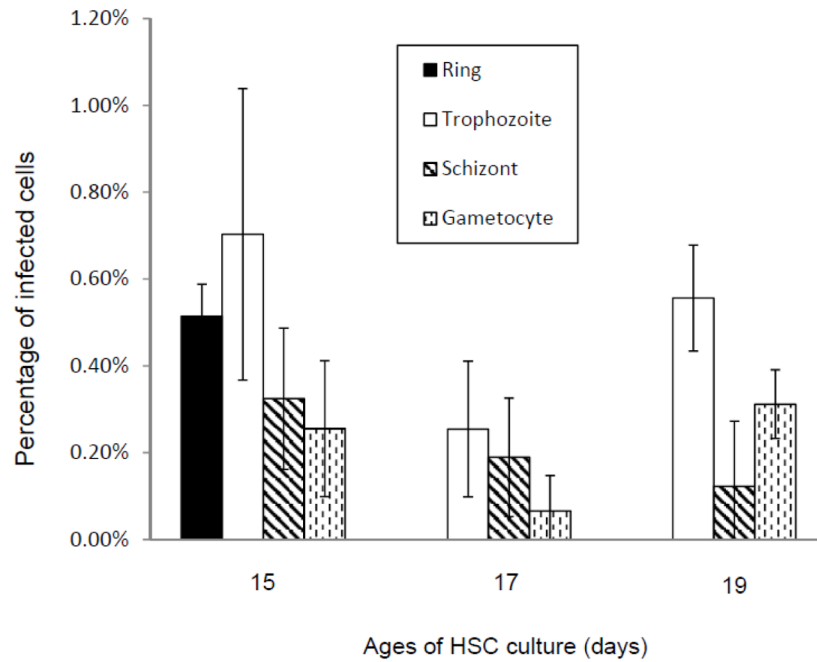 1.20%
1.00%
0.80%
0.60%
0.40%
0.20%
0.00%
Percentage of infected cells
Ring
Trophozoite
Schizont
Gametocyte
15 17 19
Ages of HSC culture (days)